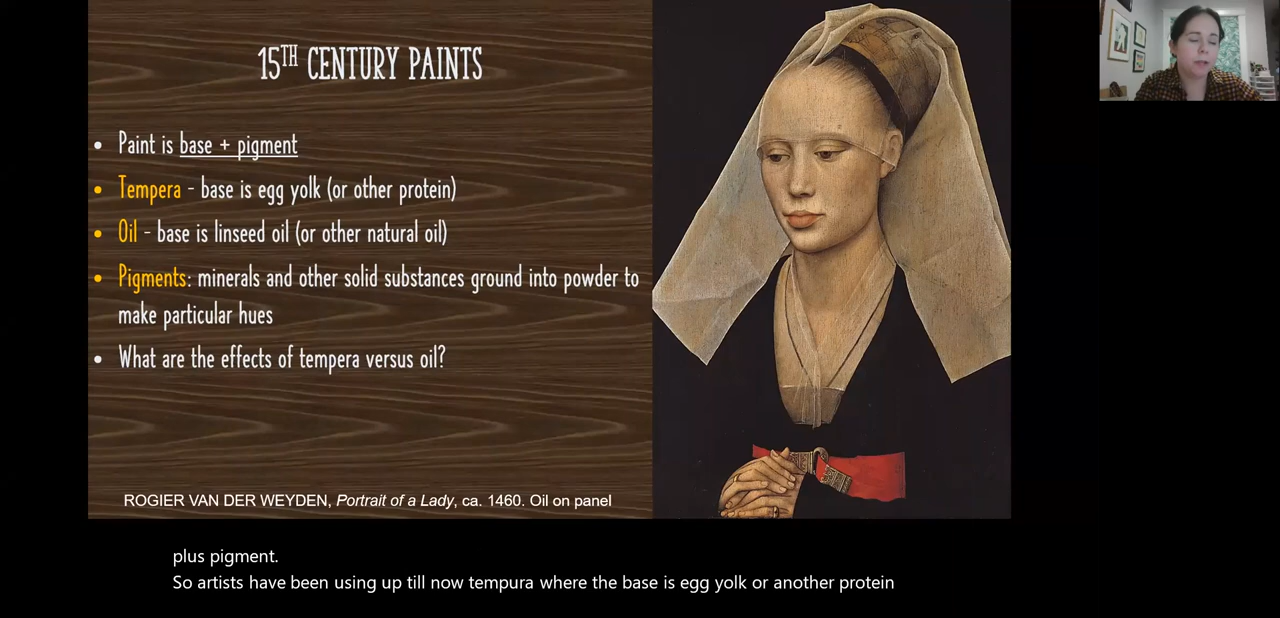 15TH CENTURY PAINTS
• Paint is base + pigment
• Tempera - base is egg yolk (or other protein)
• Oil - base is linseed oil (or other natural oil)
• Pigments: minerals and other solid substances ground into powder to
make particular hues
• What are the effects of tempera versus oil?
ROGIER VAN DER WEYDEN, Portrait of a Lady, ca. 1460. Oil on panel
plus pigment.
So artists have been using up till now tempura where the base is egg yolk or another protein